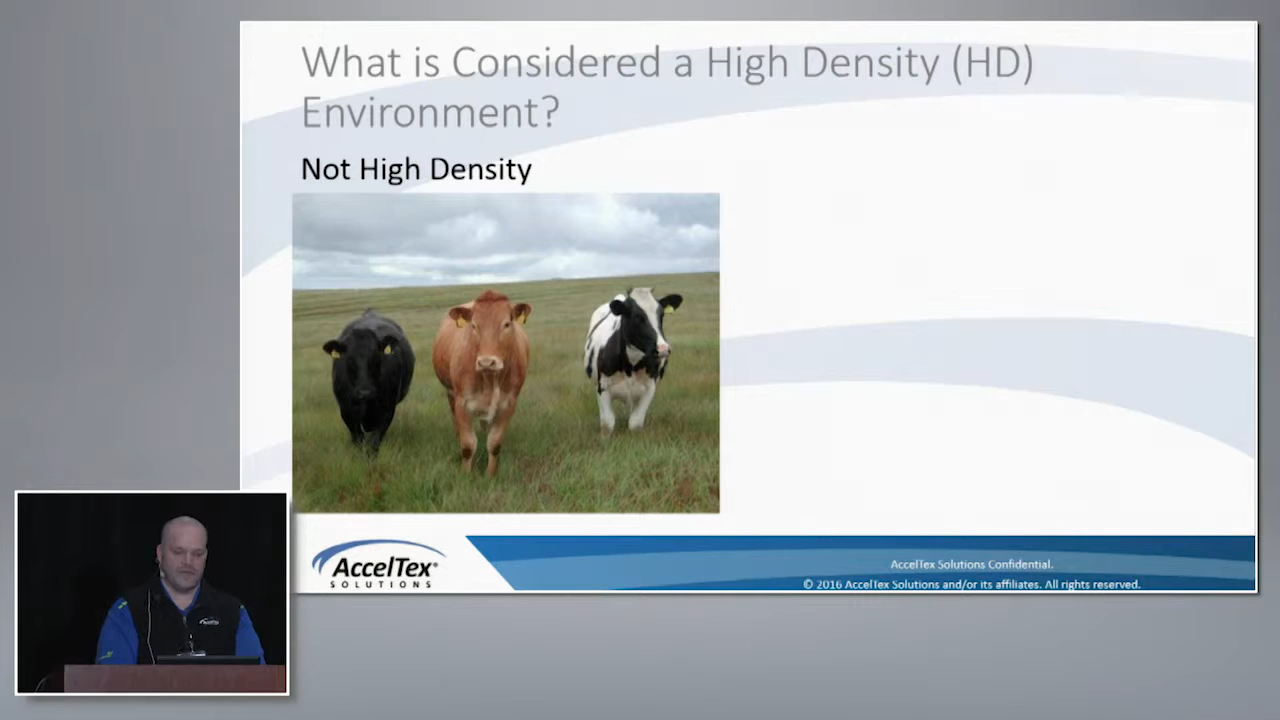 What is Considered a High Density (HD)
Environment?
Not High Density
ACCELTEX®
SOLUTIONS
AccelTex Solutions Confidential.
© 2016 AccelTex Solutions and/or its affiliates. All rights reserved.